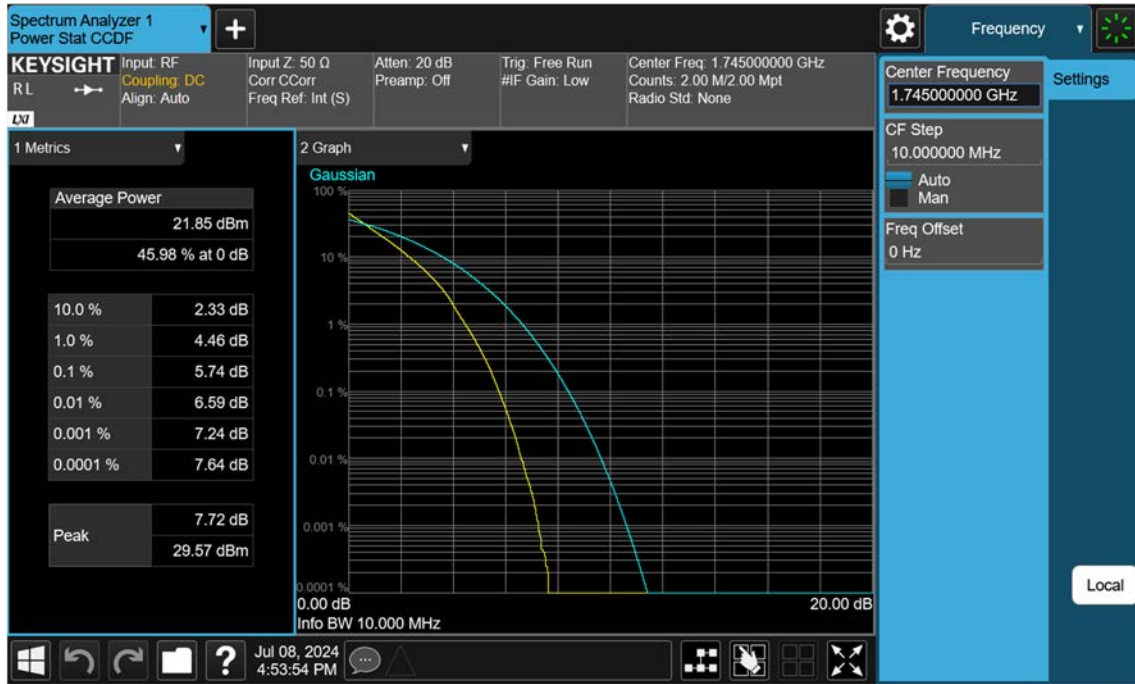 Spectrum Analyzer 1
Power Stat CCDF
Frequency
KEYSIGHT
R L
LXI
Input: RF
Coupling: DC
Align: Auto
Input Z: 50 Ω
Corr CCorr
Freq Ref: Int (S)
Atten: 20 dB
Preamp: Off
Trig: Free Run
#IF Gain: Low
Center Freq: 1.745000000 GHz
Counts: 2.00 M/2.00 Mpt
Radio Std: None
Center Frequency
1.745000000 GHz
Settings
CF Step
10.000000 MHz
Auto
Man
Freq Offset
0 Hz
1 Metrics
Average Power
21.85 dBm
45.98 % at 0 dB
10.0 % 2.33 dB
1.0 % 4.46 dB
0.1 % 5.74 dB
0.01 % 6.59 dB
0.001 % 7.24 dB
0.0001 % 7.64 dB
Peak
7.72 dB
29.57 dBm
2 Graph
Gaussian
100 %
10 %
1 %
0.1 %
0.01 %
0.001 %
0.0001 %
0.00 dB 20.00 dB
Info BW 10.000 MHz
Local
?
Jul 08, 2024
4:53:54 PM